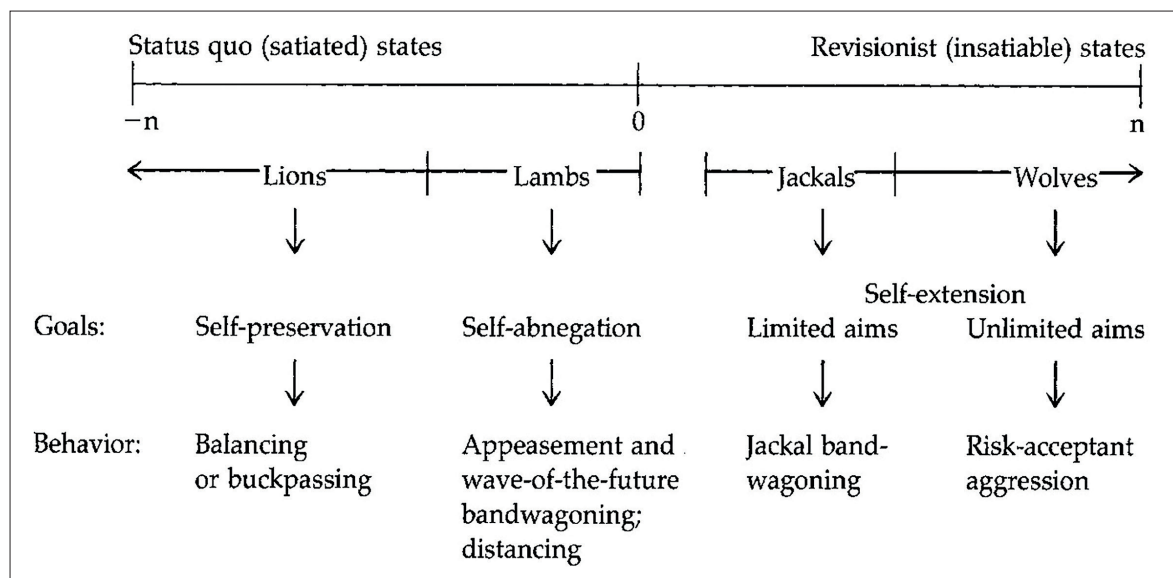 Status quo (satiated) states Revisionist (insatiable) states
−n 0 n
Lions Lambs Jackals Wolves
Self-extension
Goals: Self-preservation Self-abnegation Limited aims Unlimited aims
Behavior: Balancing Appeasement and Jackal band- Risk-acceptant
or buckpassing wave-of-the-future wagoning aggression
bandwagoning;
distancing